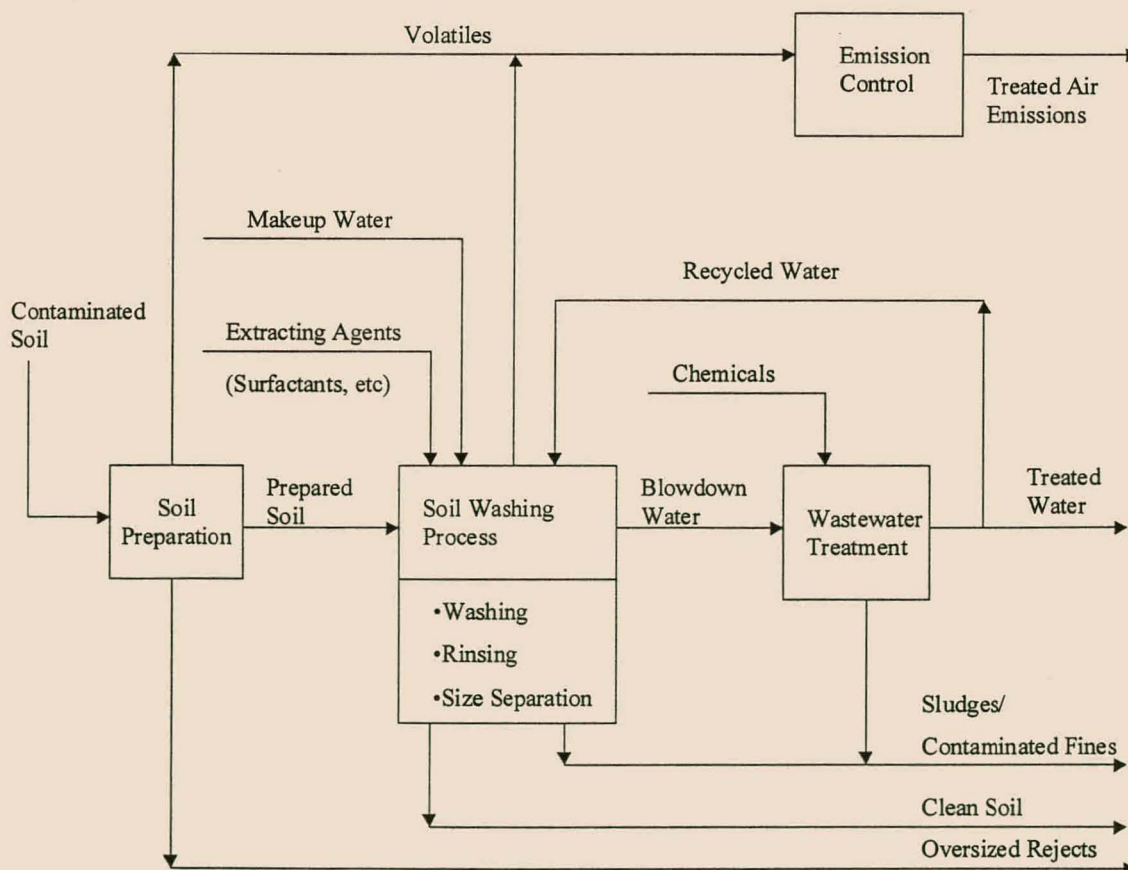 Volatiles
Emission
Control
Treated Air
Emissions
Makeup Water
Recycled Water
Contaminated
Soil
Extracting Agents
(Surfactants, etc)
Chemicals
Soil
Preparation
Prepared
Soil
Soil Washing
Process
Blowdown
Water
Wastewater
Treatment
Treated
Water
•Washing
•Rinsing
•Size Separation
Sludges/
Contaminated Fines
Clean Soil
Oversized Rejects